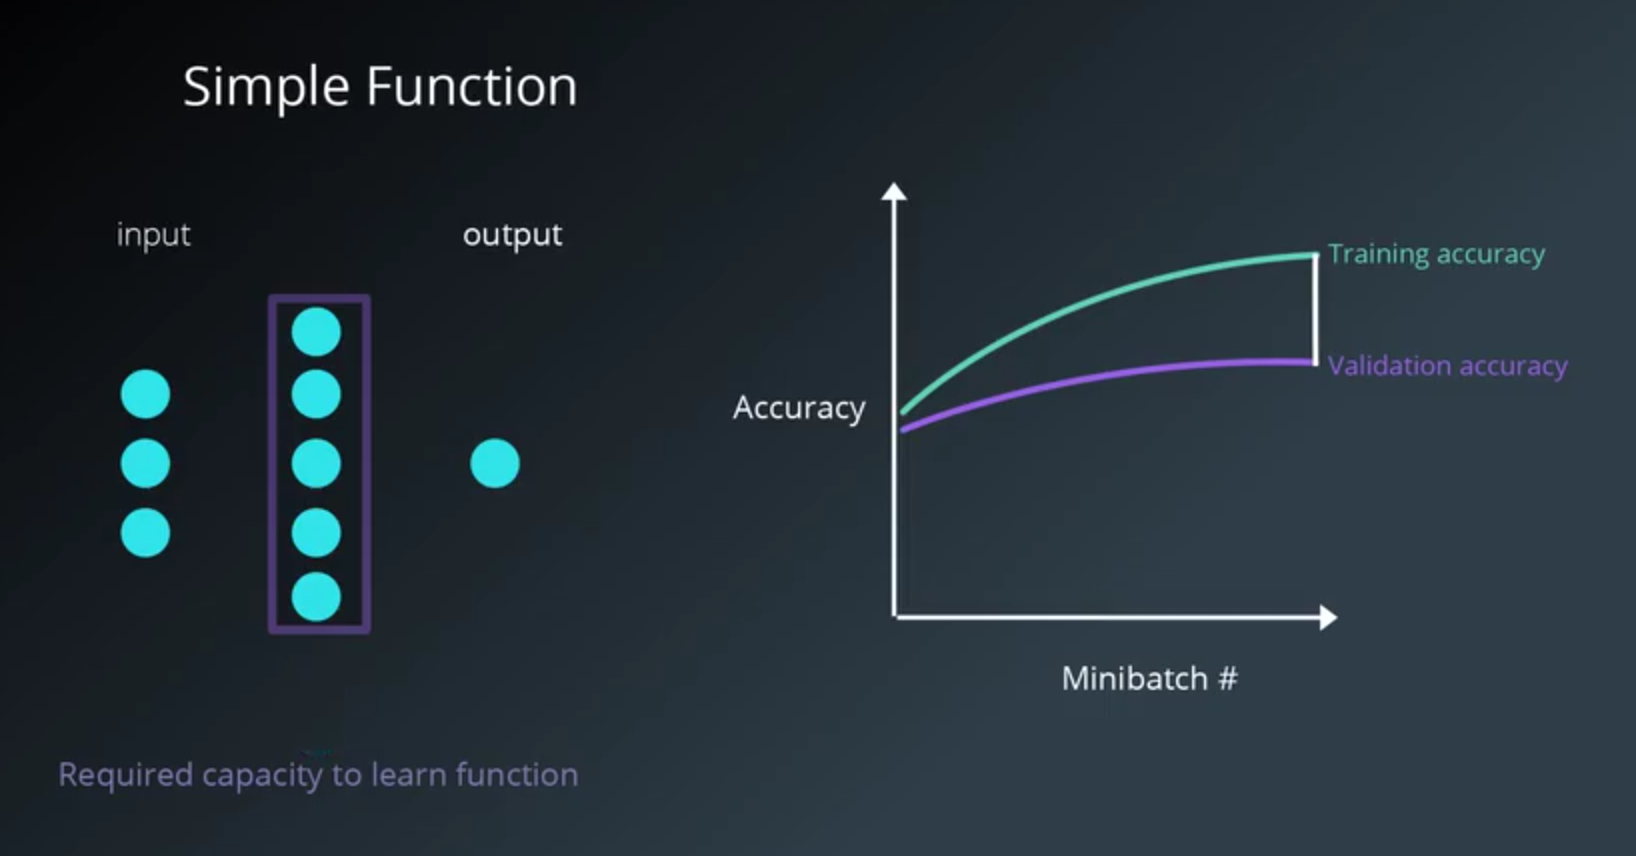 Simple Function
input
output
Training accuracy
Validation accuracy
Accuracy
Minibatch #
Required capacity to learn function